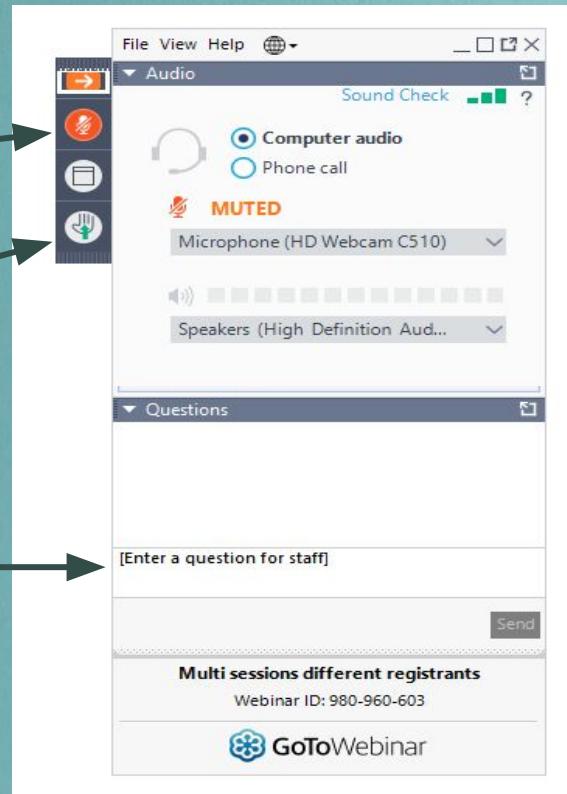 File View Help
Audio
Sound Check ?
Computer audio
Phone call
MUTED
Microphone (HD Webcam C510)
Speakers (High Definition Aud...
Questions
[Enter a question for staff]
Send
Multi sessions different registrants
Webinar ID: 980-960-603
GoToWebinar